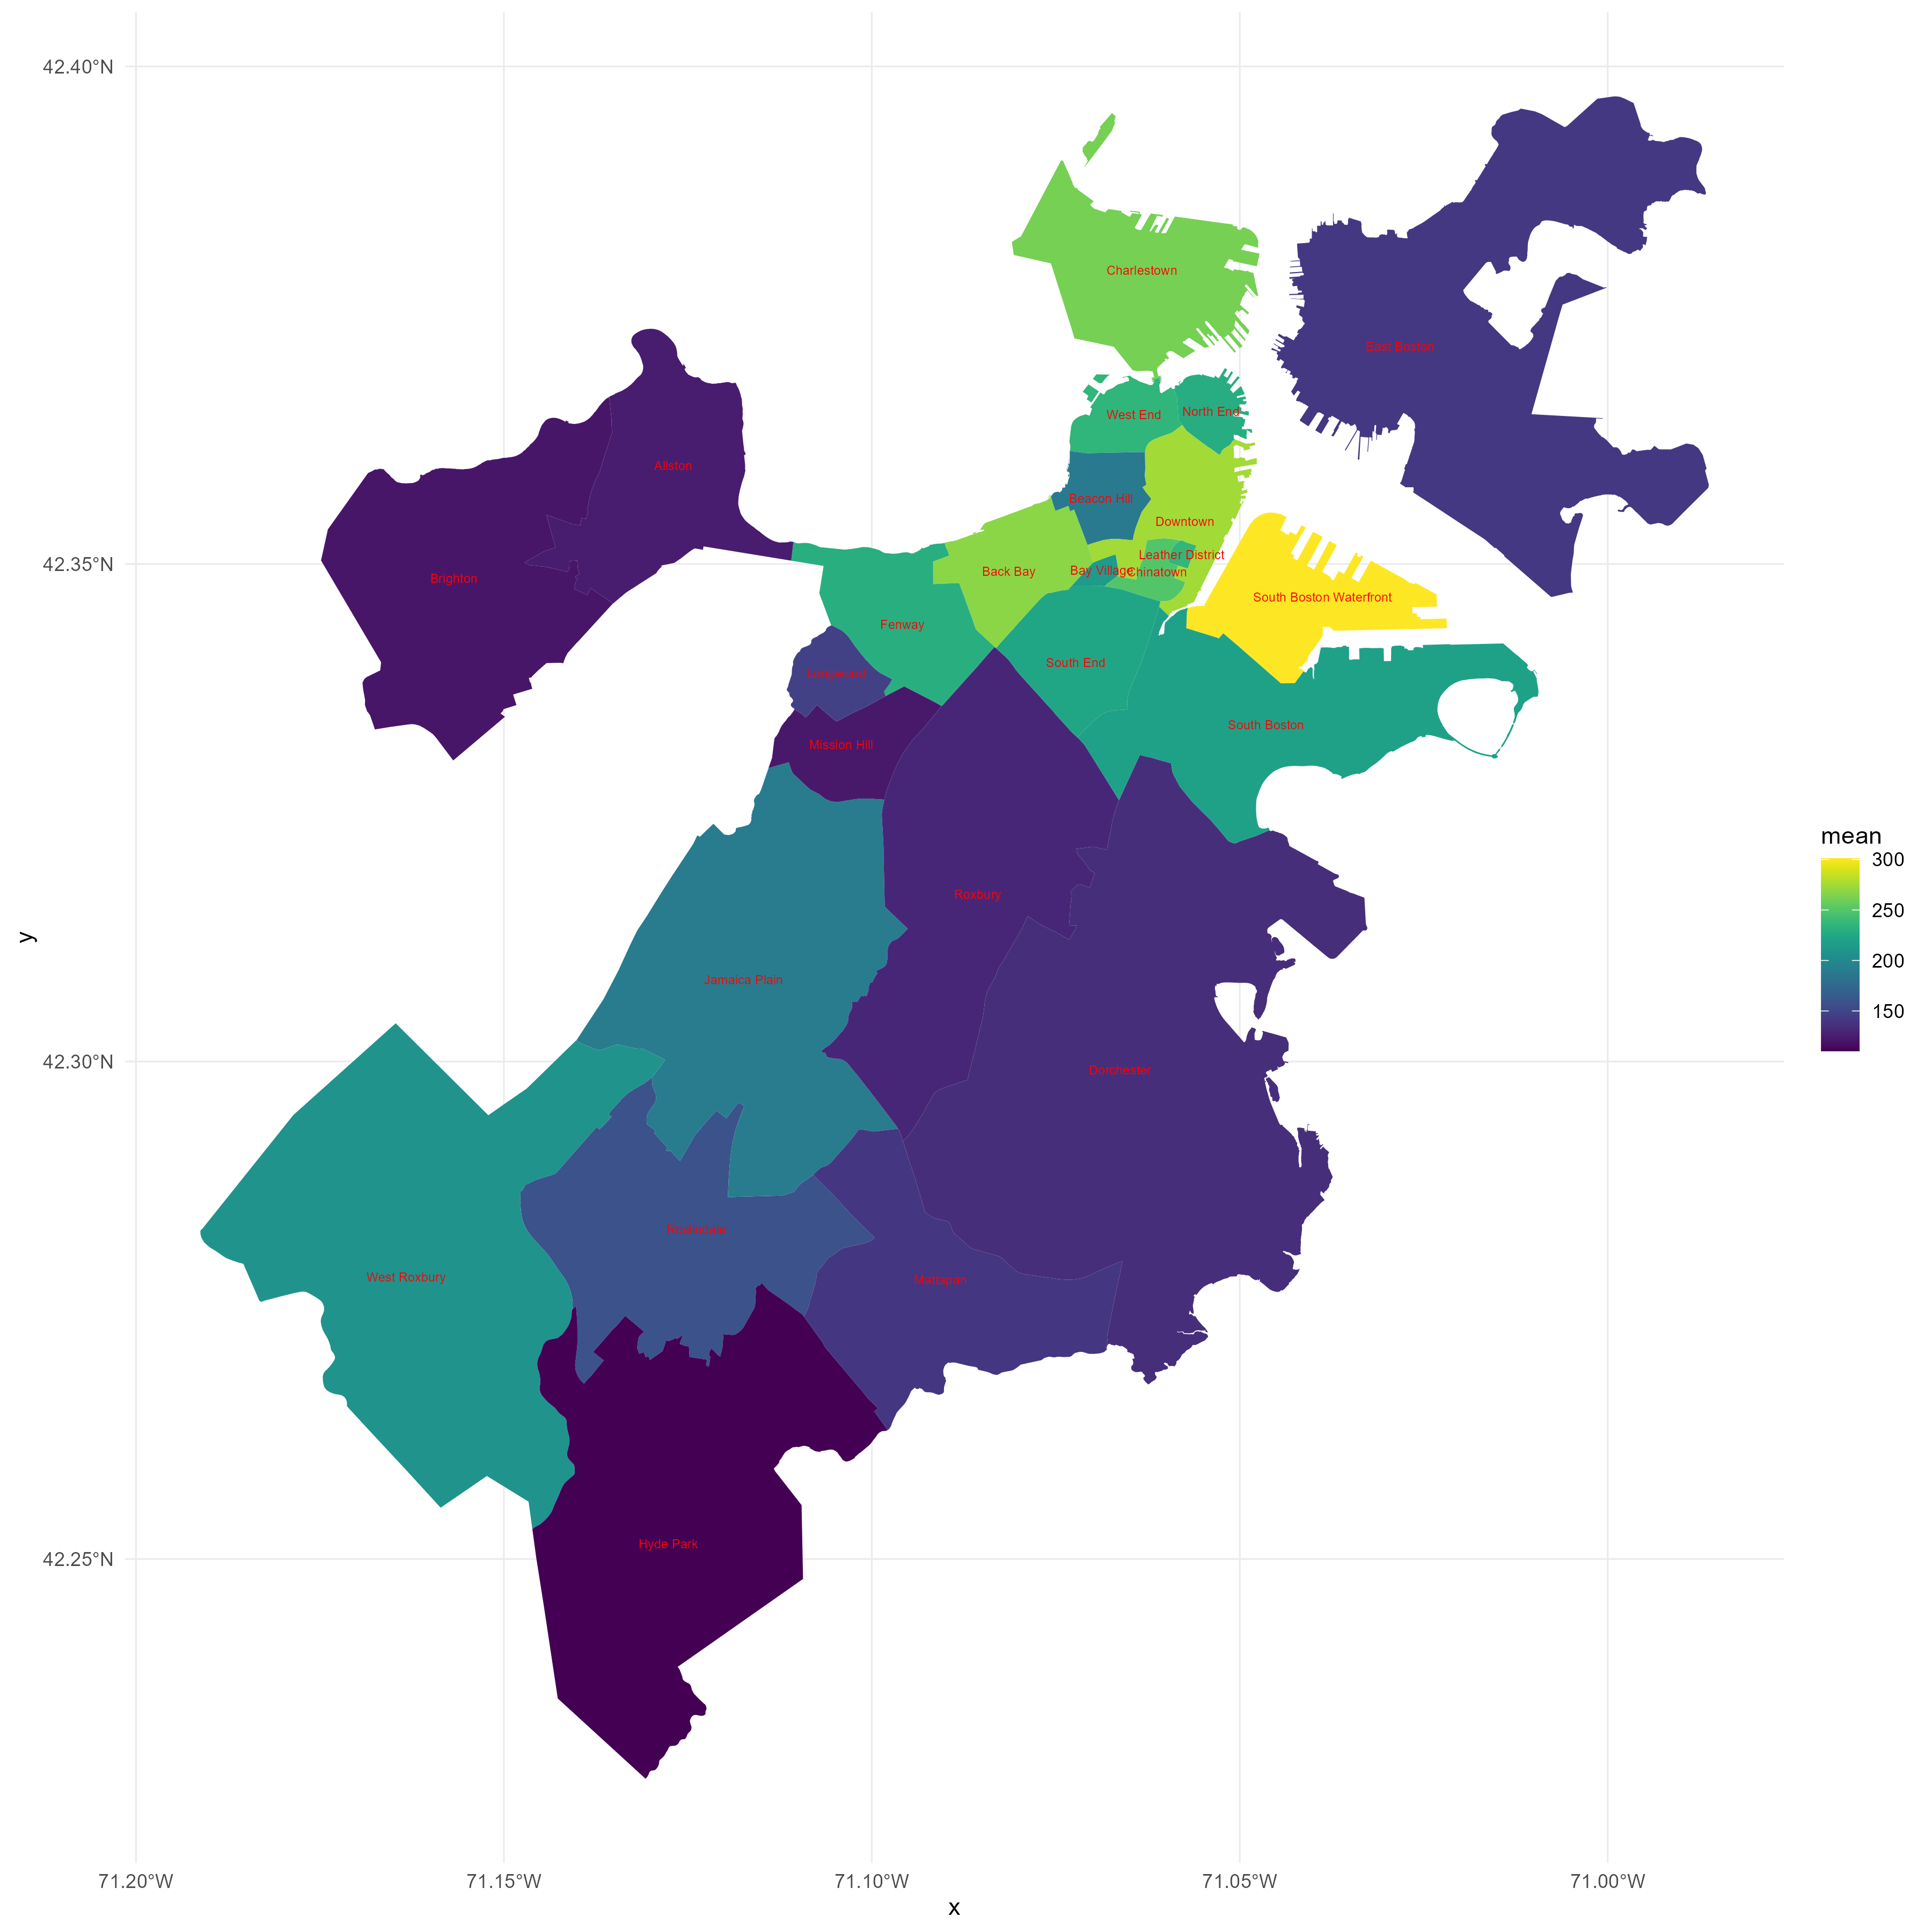 42.40°N
Charlestown
East Boston
West End
North End
Allston
Beacon Hill
Downtown
Leather District
42.35°N
Back Bay
Bay Village
Chinatown
Brighton
South Boston Waterfront
Fenway
South End
Longwood
South Boston
Mission Hill
mean
300
250
200
150
Roxbury
y
Jamaica Plain
42.30°N
Dorchester
Roslindale
West Roxbury
Mattapan
Hyde Park
42.25°N
71.20°W
71.15°W
71.10°W
71.05°W
71.00°W
x